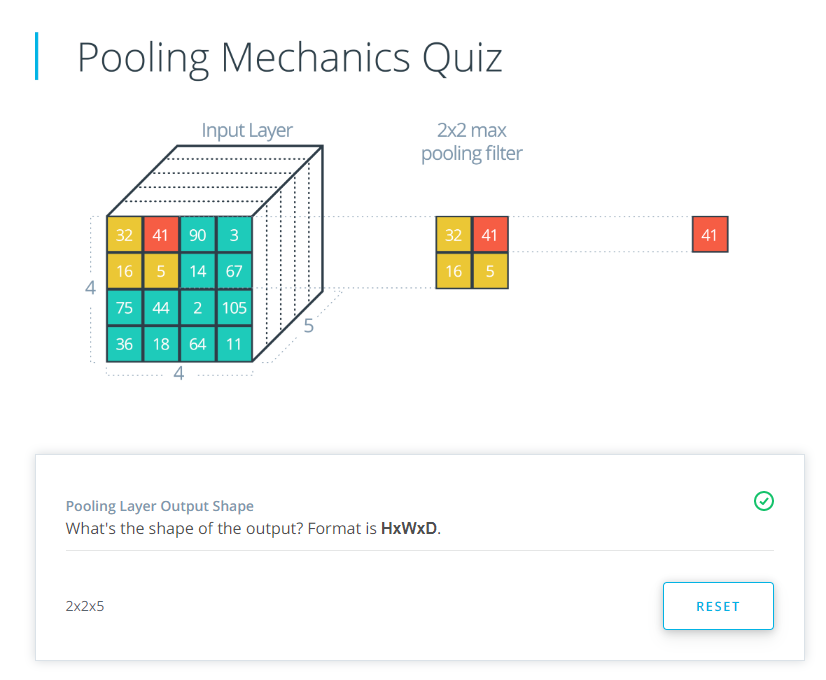 Pooling Mechanics Quiz
Input Layer
2x2 max
pooling filter
32 41 90 3
16 5 14 67
75 44 2 105
36 18 64 11
4
4
5
32 41
16 5
41
Pooling Layer Output Shape
What's the shape of the output? Format is HxWxD.
2x2x5
RESET